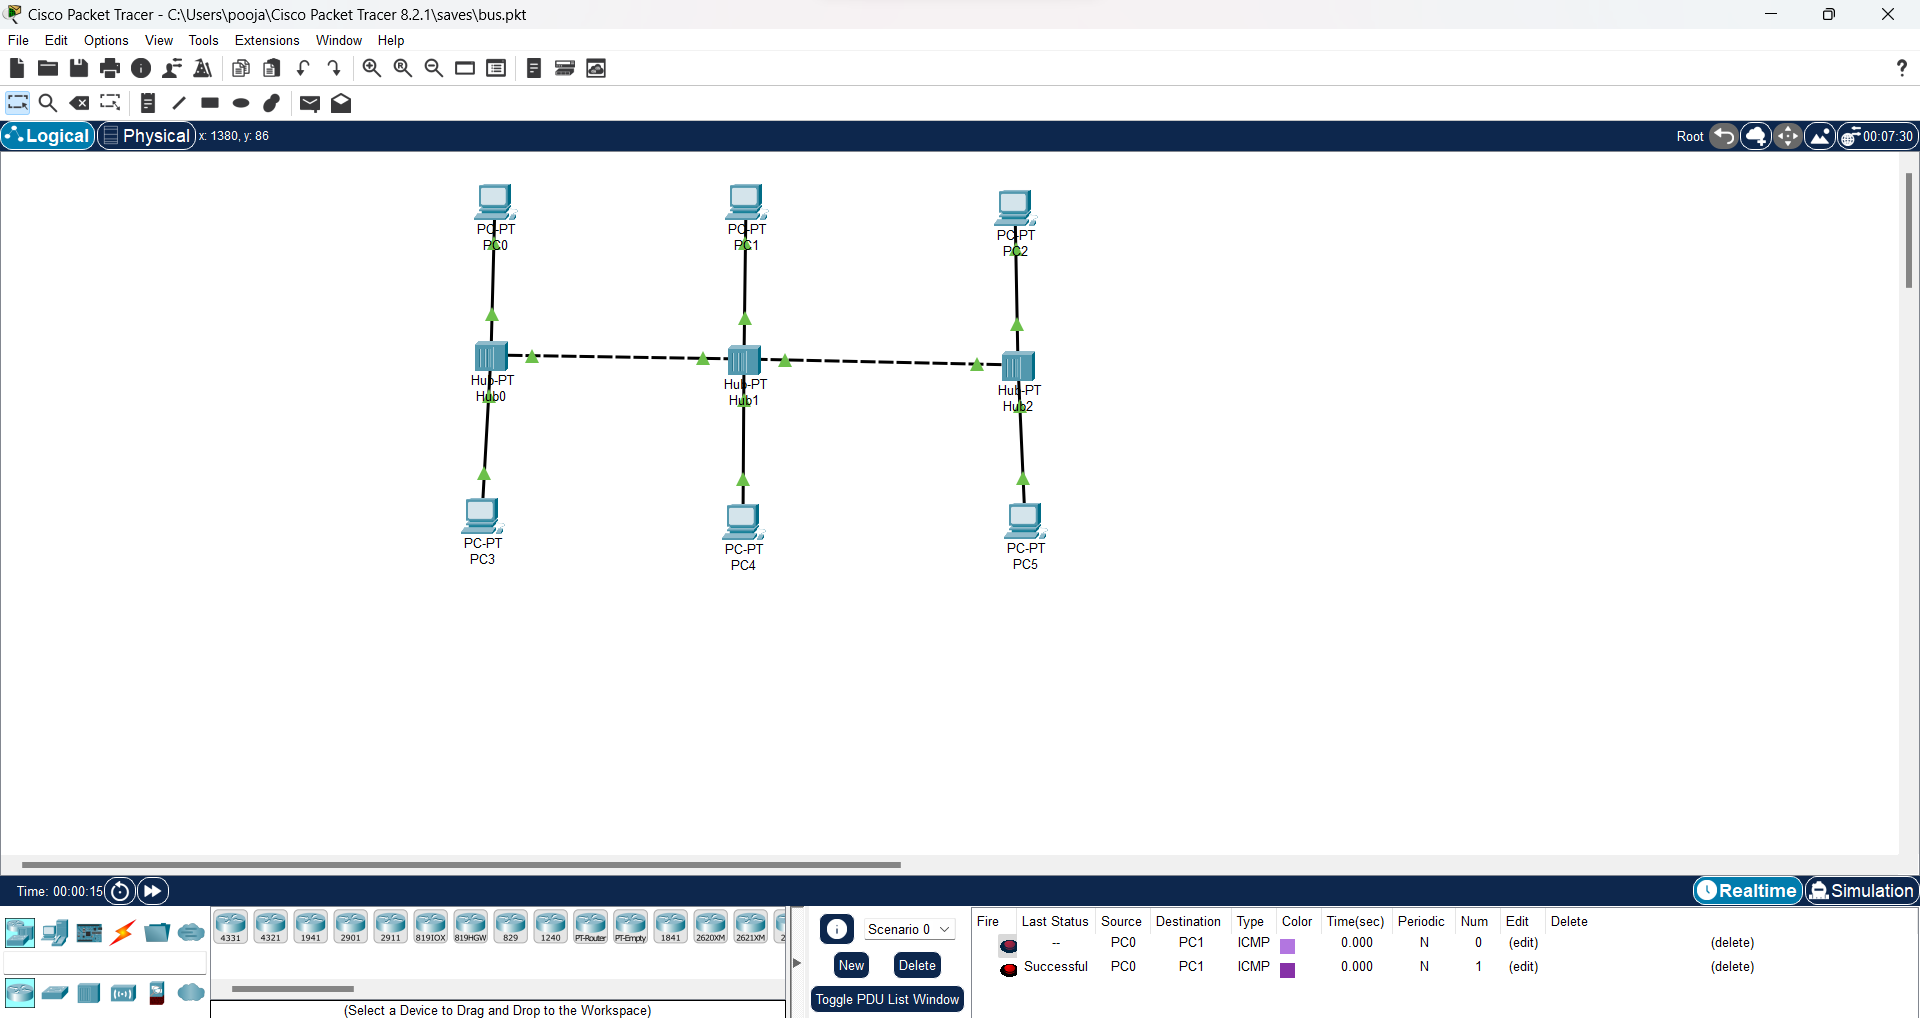 Cisco Packet Tracer - C:\Users\pooja\Cisco Packet Tracer 8.2.1\saves\bus.pkt
File Edit Options View Tools Extensions Window Help
?
Logical Physical x: 1380, y: 86 Root 00:07:30
PC-PT PC-PT PC-PT
PC0 PC1 PC2
Hub-PT Hub-PT Hub-PT
Hub0 Hub1 Hub2
PC-PT PC-PT PC-PT
PC3 PC4 PC5
Time: 00:00:15 Realtime Simulation
4331 4321 1941 2901 2911 819IOX 819HGW 829 1240 PT-Router PT-Empty 1841 2620XM 2621XM 2
(Select a Device to Drag and Drop to the Workspace)
Scenario 0
New Delete
Toggle PDU List Window
Fire Last Status Source Destination Type Color Time(sec) Periodic Num Edit Delete
-- PC0 PC1 ICMP 0.000 N 0 (edit) (delete)
Successful PC0 PC1 ICMP 0.000 N 1 (edit) (delete)